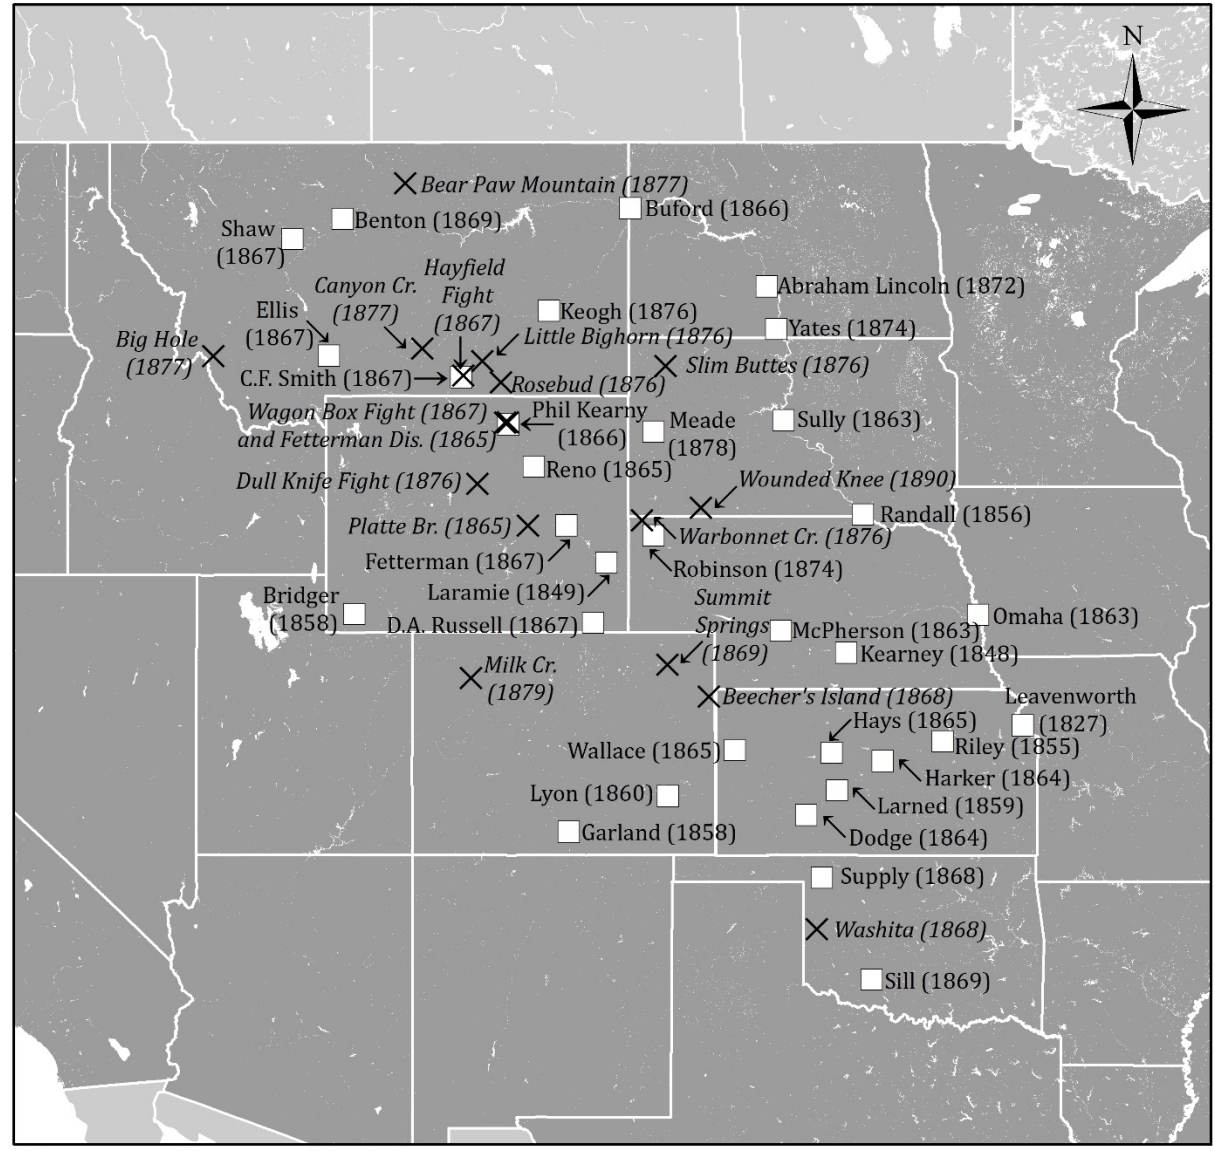 N
Bear Paw Mountain (1877)
Benton (1869)
Buford (1866)
Shaw
(1867)
Hayfield
Fight
(1867)
Canyon Cr.
(1877)
Abraham Lincoln (1872)
Ellis
(1867)
Keogh (1876)
Yates (1874)
Big Hole
(1877)
Little Bighorn (1876)
Slim Buttes (1876)
C.F. Smith (1867)
Rosebud (1876)
Wagon Box Fight (1867)
and Fetterman Dis. (1865)
Phil Kearny
(1866)
Meade
(1878)
Sully (1863)
Reno (1865)
Dull Knife Fight (1876)
Wounded Knee (1890)
Platte Br. (1865)
Randall (1856)
Warbonnet Cr. (1876)
Fetterman (1867)
Robinson (1874)
Laramie (1849)
Bridger
(1858)
D.A. Russell (1867)
Summit
Springs
(1869)
Omaha (1863)
McPherson (1863)
Kearney (1848)
Milk Cr.
(1879)
Beecher's Island (1868)
Leavenworth
(1827)
Hays (1865)
Riley (1855)
Wallace (1865)
Harker (1864)
Lyon (1860)
Larned (1859)
Garland (1858)
Dodge (1864)
Supply (1868)
Washita (1868)
Sill (1869)